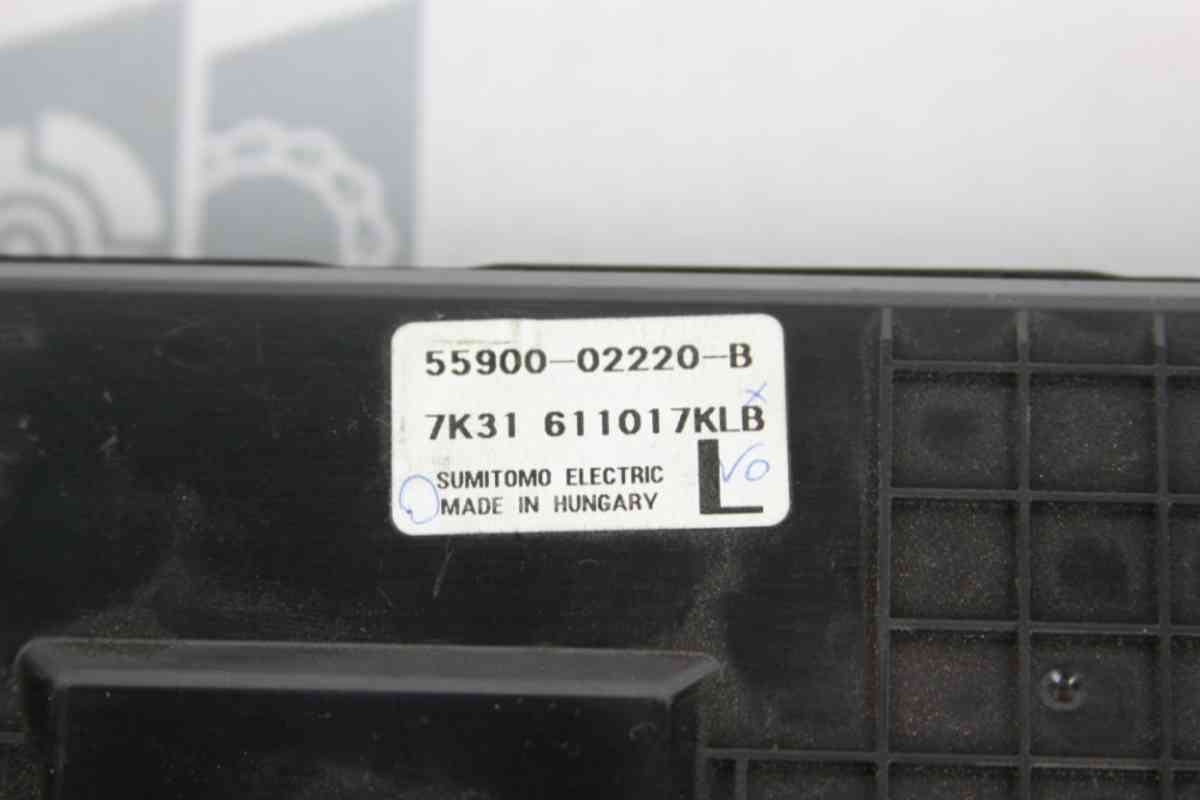 55900-02220-B
7K31 611017KLB
SUMITOMO ELECTRIC
MADE IN HUNGARY
L